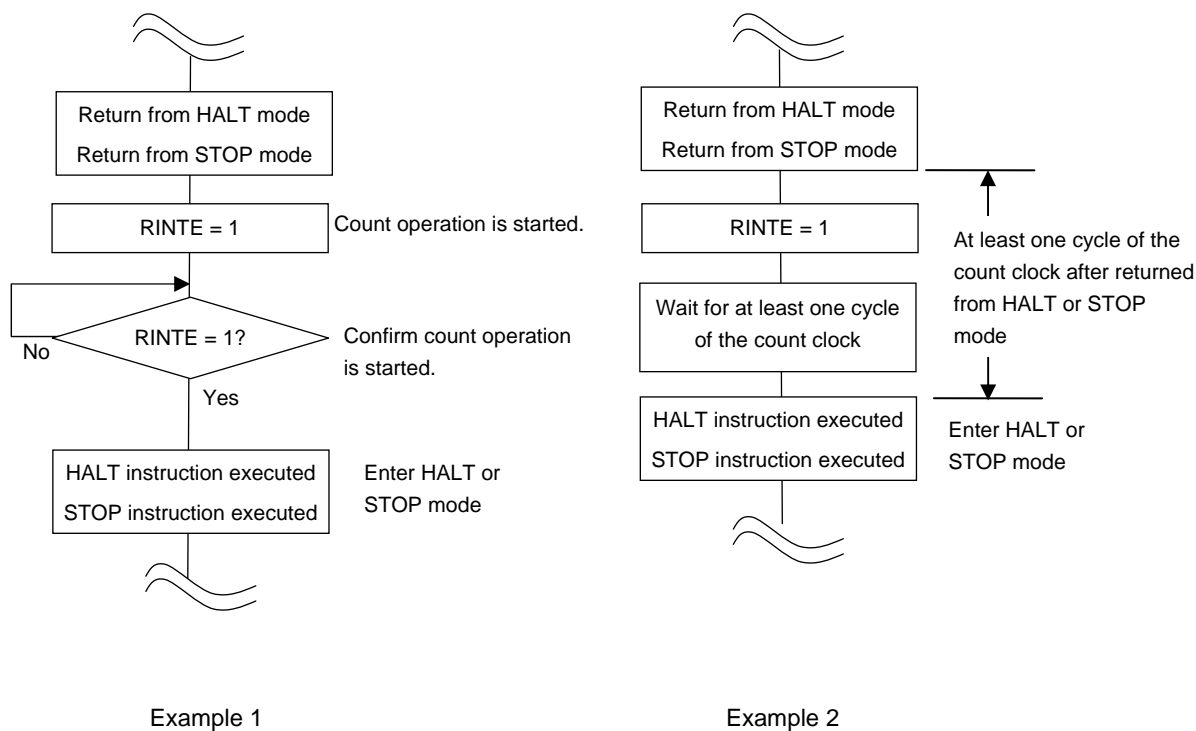 Return from HALT mode
Return from STOP mode
RINTE = 1
Count operation is started.
RINTE = 1?
No
Confirm count operation
is started.
Yes
HALT instruction executed
STOP instruction executed
Enter HALT or
STOP mode
Example 1
Return from HALT mode
Return from STOP mode
RINTE = 1
At least one cycle of the
count clock after returned
from HALT or STOP
mode
Wait for at least one cycle
of the count clock
HALT instruction executed
STOP instruction executed
Enter HALT or
STOP mode
Example 2